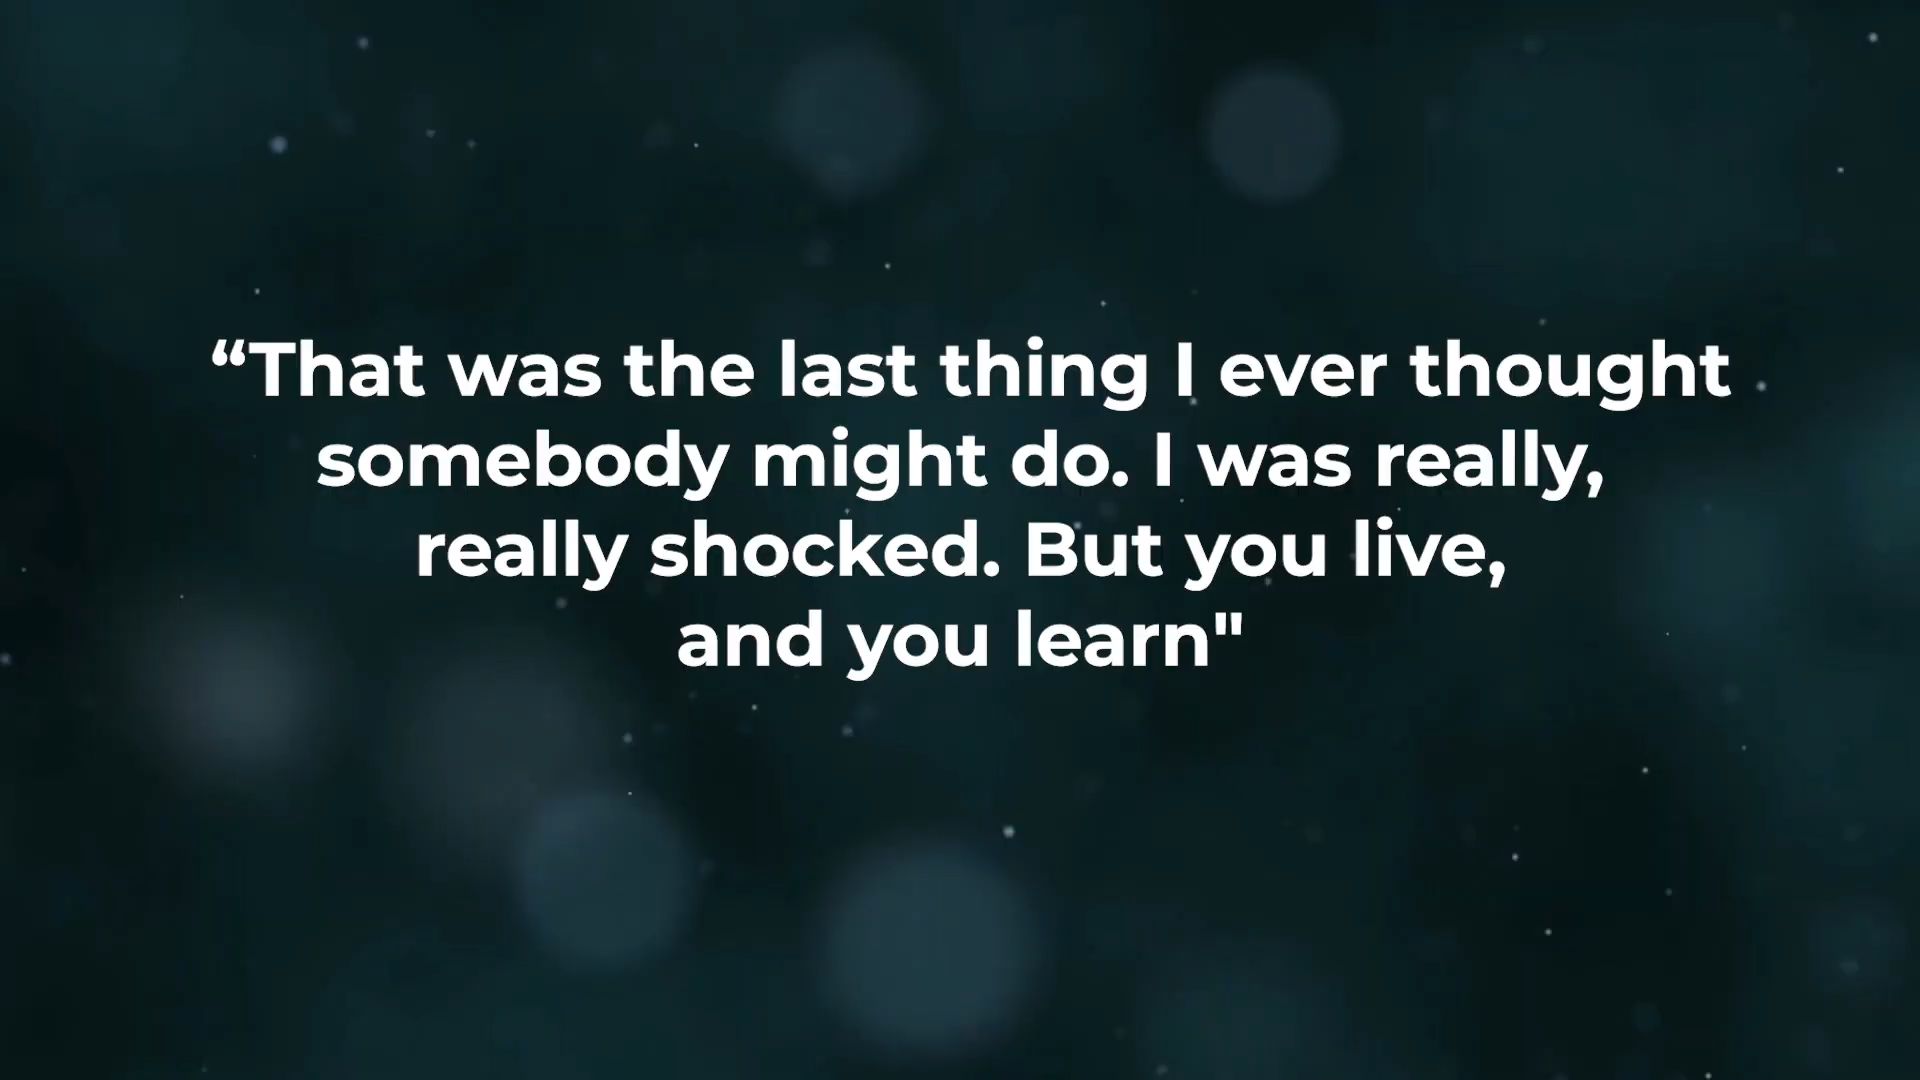 “That was the last thing I ever thought
somebody might do. I was really,
really shocked. But you live,
and you learn"